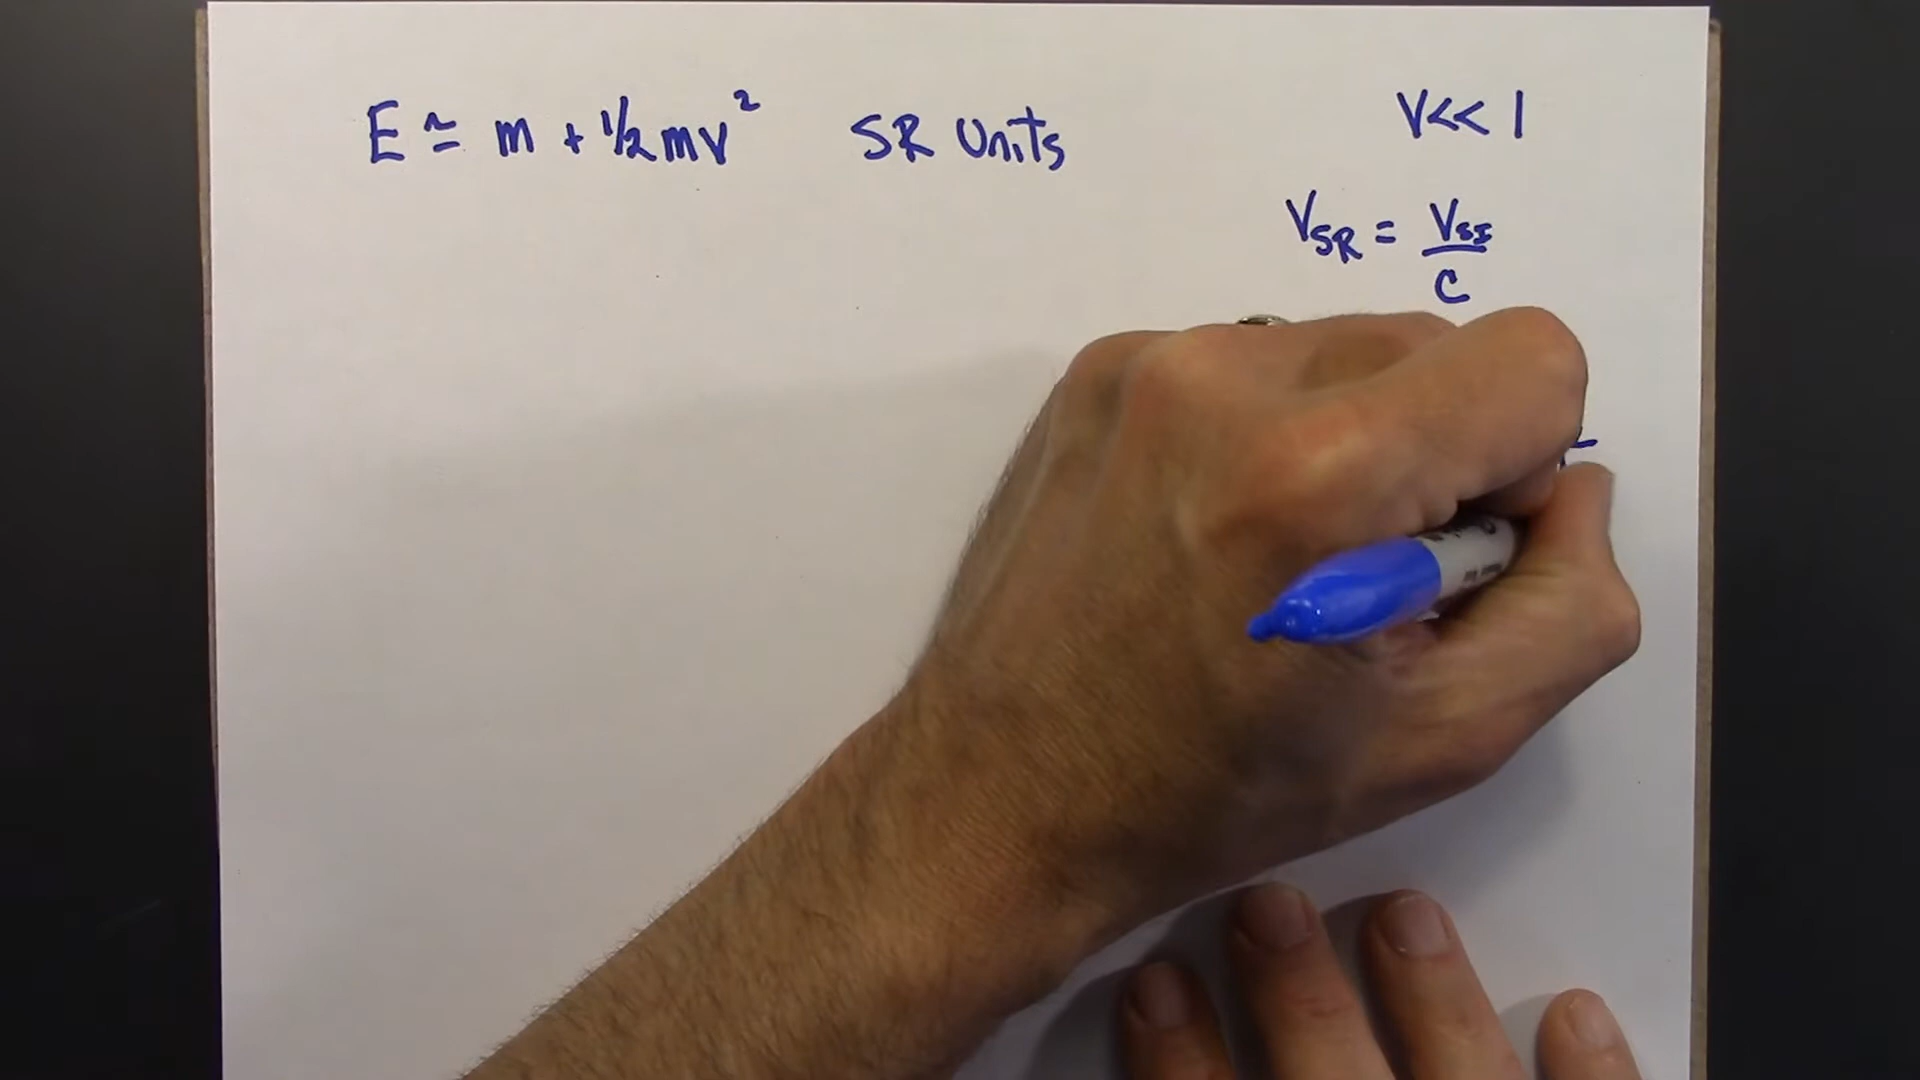 E ≃ m + ½mv² SR Units
V<< 1
V_SR = V_SI / C